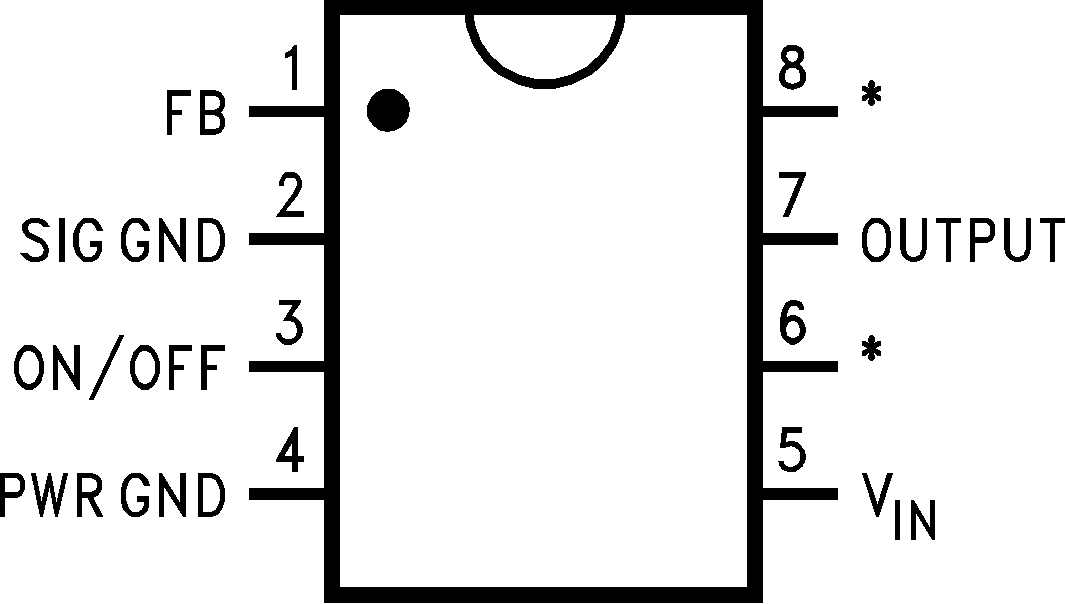 1 8
FB *
2 7
SIG GND OUTPUT
3 6
ON/OFF *
4 5
PWR GND VIN